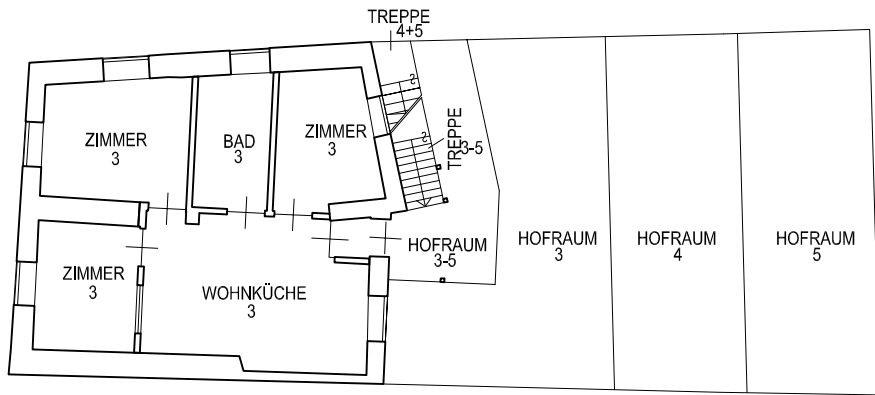 TREPPE
4+5
ZIMMER
3
BAD
3
ZIMMER
3
S
S
TREPPE
3-5
HOFRAUM
3-5
HOFRAUM
3
HOFRAUM
4
HOFRAUM
5
ZIMMER
3
WOHNKÜCHE
3